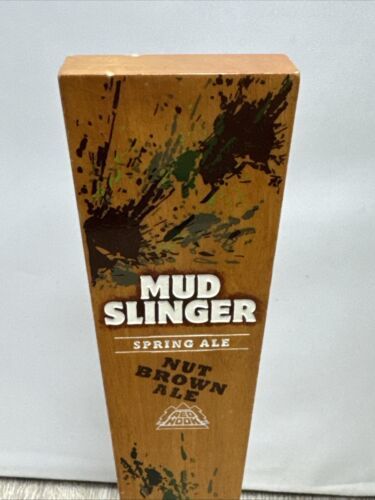 MUD
SLINGER
SPRING ALE
NUT
BROWN
ALE
RED
HOOK